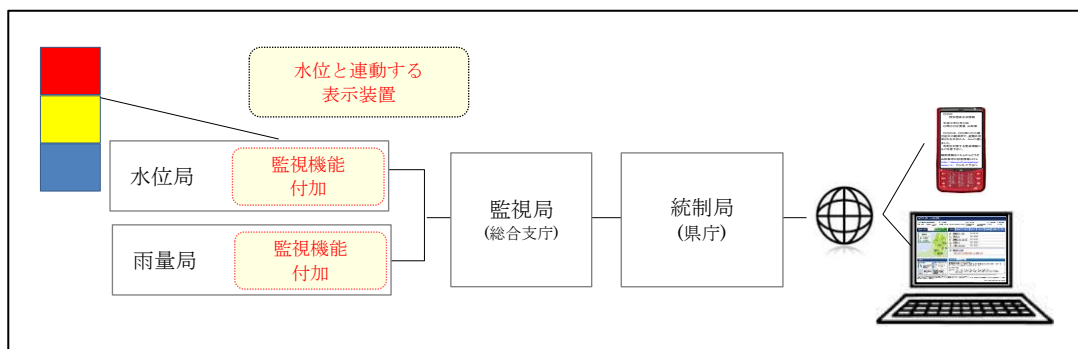 水位と連動する
表示装置
水位局
監視機能
付加
雨量局
監視機能
付加
監視局
(総合支庁)
統制局
(県庁)